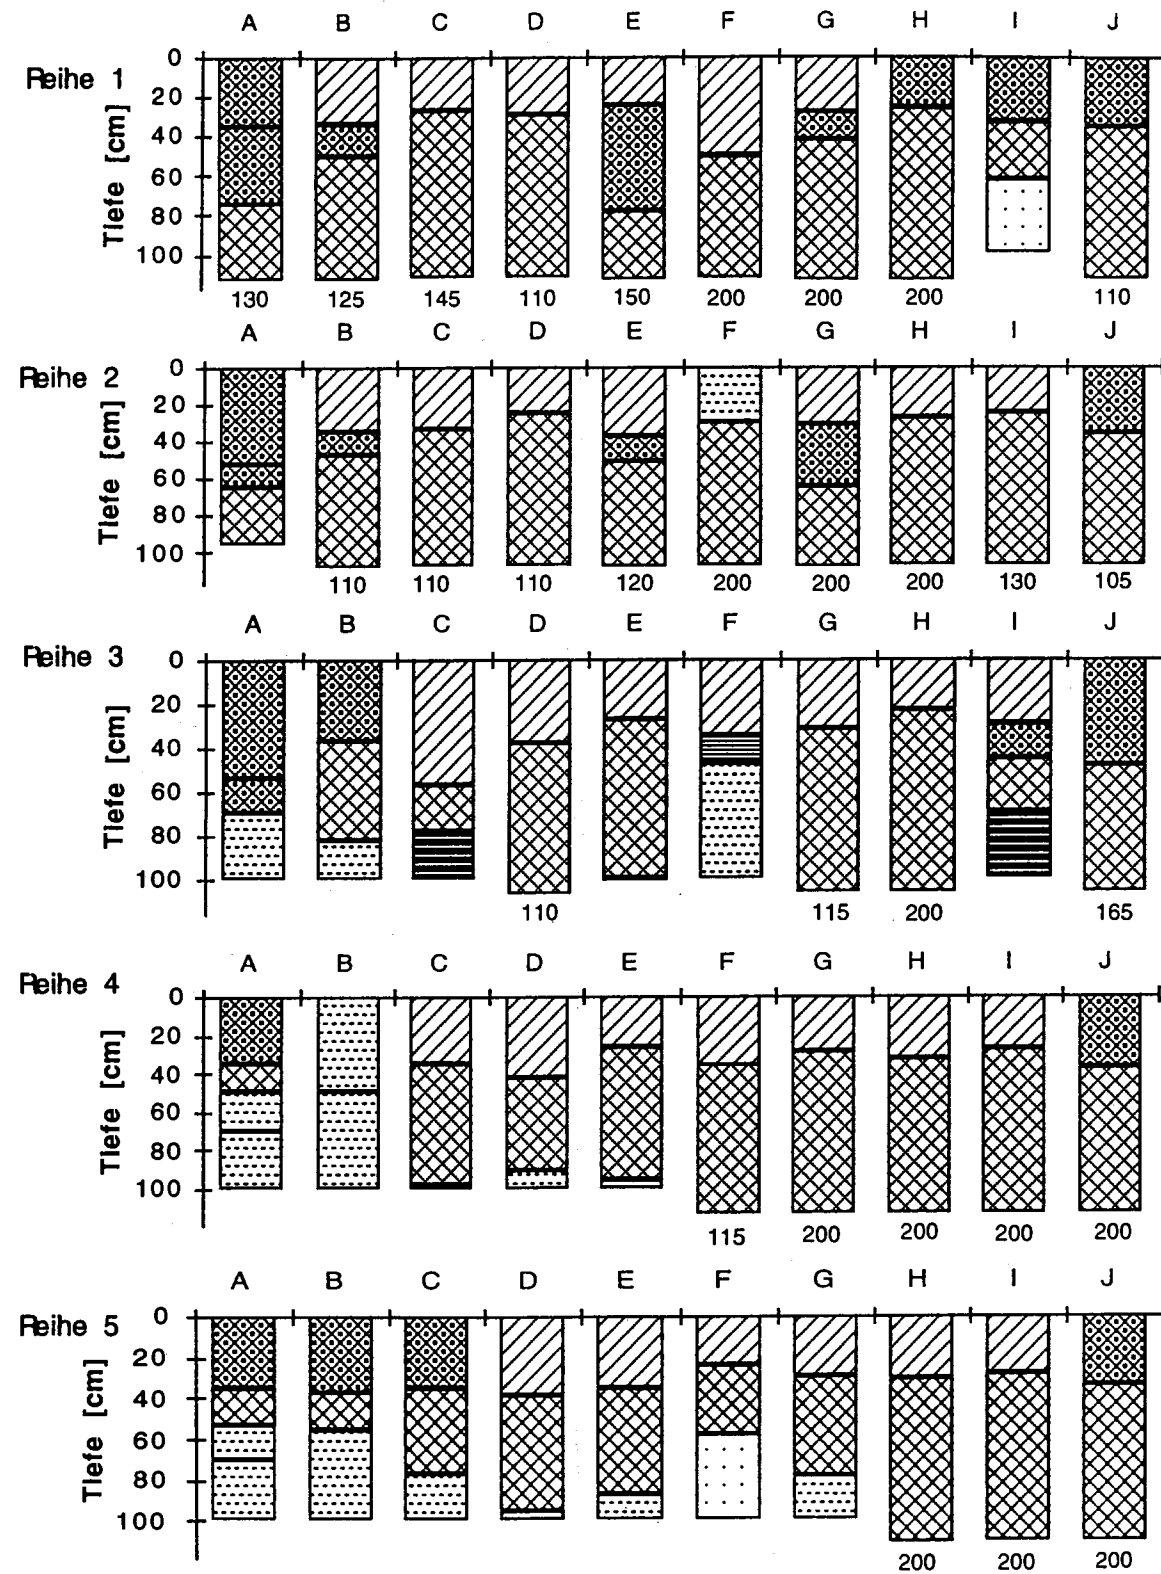 A B C D E F G H I J
Reihe 1
Tiefe [cm]
0
20
40
60
80
100
130 125 145 110 150 200 200 200 110
A B C D E F G H I J
Reihe 2
Tiefe [cm]
0
20
40
60
80
100
110 110 110 120 200 200 200 130 105
A B C D E F G H I J
Reihe 3
Tiefe [cm]
0
20
40
60
80
100
110 115 200 165
A B C D E F G H I J
Reihe 4
Tiefe [cm]
0
20
40
60
80
100
115 200 200 200 200
A B C D E F G H I J
Reihe 5
Tiefe [cm]
0
20
40
60
80
100
200 200 200